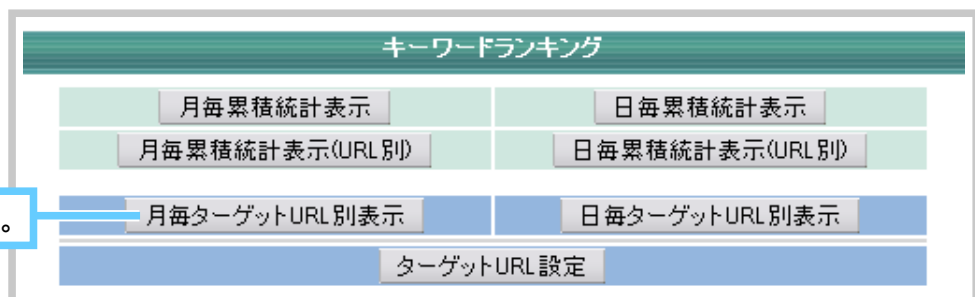 キーワードランキング
月毎累積統計表示 日毎累積統計表示
月毎累積統計表示(URL別) 日毎累積統計表示(URL別)
月毎ターゲットURL別表示 日毎ターゲットURL別表示
。
ターゲットURL設定